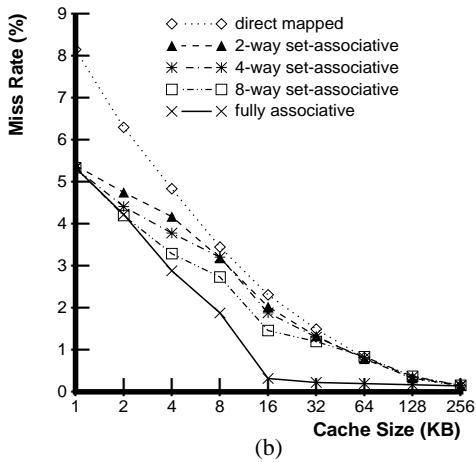 9
8
7
6
5
4
3
2
1
0
Miss Rate (%)
direct mapped
2-way set-associative
4-way set-associative
8-way set-associative
fully associative
1 2 4 8 16 32 64 128 256
Cache Size (KB)
(b)